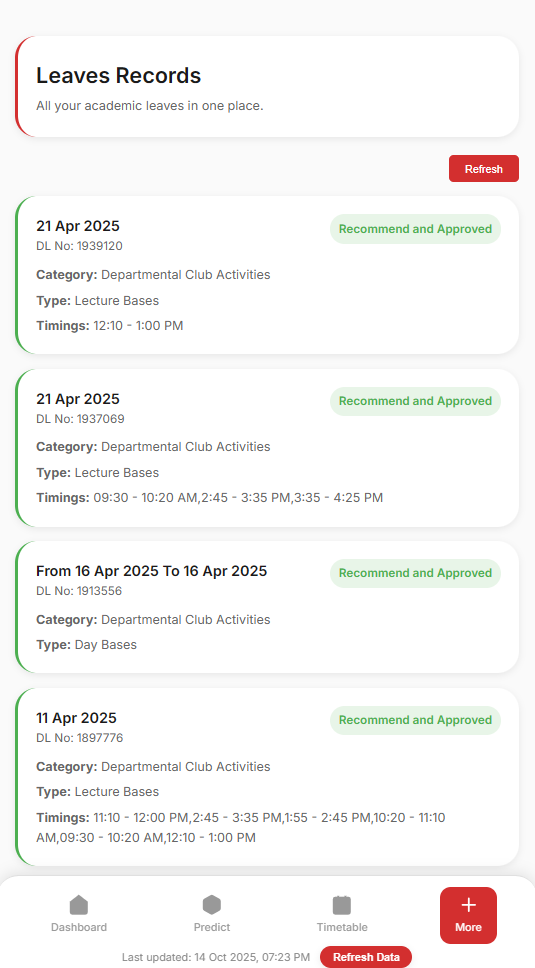 Leaves Records
All your academic leaves in one place.
Refresh
21 Apr 2025
Recommend and Approved
DL No: 1939120
Category: Departmental Club Activities
Type: Lecture Bases
Timings: 12:10 - 1:00 PM
21 Apr 2025
Recommend and Approved
DL No: 1937069
Category: Departmental Club Activities
Type: Lecture Bases
Timings: 09:30 - 10:20 AM,2:45 - 3:35 PM,3:35 - 4:25 PM
From 16 Apr 2025 To 16 Apr 2025
Recommend and Approved
DL No: 1913556
Category: Departmental Club Activities
Type: Day Bases
11 Apr 2025
Recommend and Approved
DL No: 1897776
Category: Departmental Club Activities
Type: Lecture Bases
Timings: 11:10 - 12:00 PM,2:45 - 3:35 PM,1:55 - 2:45 PM,10:20 - 11:10
AM,09:30 - 10:20 AM,12:10 - 1:00 PM
Dashboard
Predict
Timetable
More
Last updated: 14 Oct 2025, 07:23 PM
Refresh Data